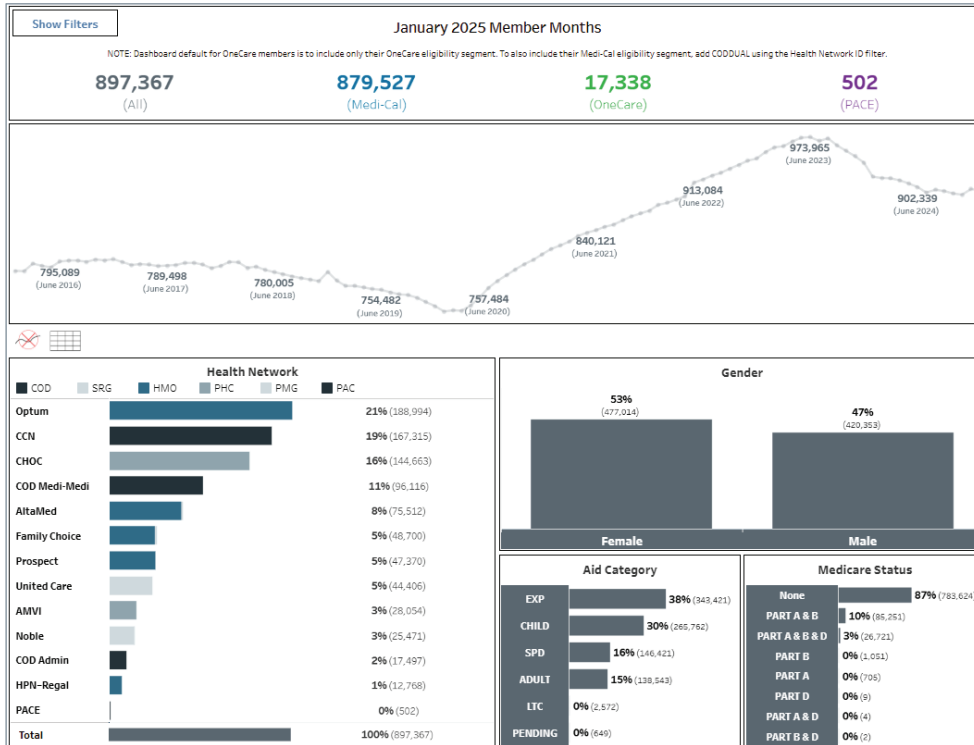 Show Filters
January 2025 Member Months
NOTE: Dashboard default for OneCare members is to include only their OneCare eligibility segment. To also include their Medi-Cal eligibility segment, add CODDUAL using the Health Network ID filter.
897,367 879,527 17,338 502
(All) (Medi-Cal) (OneCare) (PACE)
973,965
(June 2023)
913,084
(June 2022)
902,339
(June 2024)
840,121
(June 2021)
795,089
(June 2016)
789,498
(June 2017)
780,005
(June 2018)
754,482
(June 2019)
757,484
(June 2020)
Health Network
COD SRG HMO PHC PMG PAC
Optum 21% (188,994)
CCN 19% (167,315)
CHOC 16% (144,663)
COD Medi-Medi 11% (96,116)
AltaMed 8% (75,512)
Family Choice 5% (48,700)
Prospect 5% (47,370)
United Care 5% (44,406)
AMVI 3% (28,054)
Noble 3% (25,471)
COD Admin 2% (17,497)
HPN-Regal 1% (12,768)
PACE 0% (502)
Total 100% (897,367)
Gender
53% 47%
(477,014) (420,353)
Female Male
Aid Category
EXP 38% (343,421)
CHILD 30% (265,762)
SPD 16% (146,421)
ADULT 15% (138,543)
LTC 0% (2,572)
PENDING 0% (649)
Medicare Status
None 87% (783,624)
PART A & B 10% (85,251)
PART A & B & D 3% (26,721)
PART B 0% (1,051)
PART A 0% (705)
PART D 0% (9)
PART A & D 0% (4)
PART B & D 0% (2)